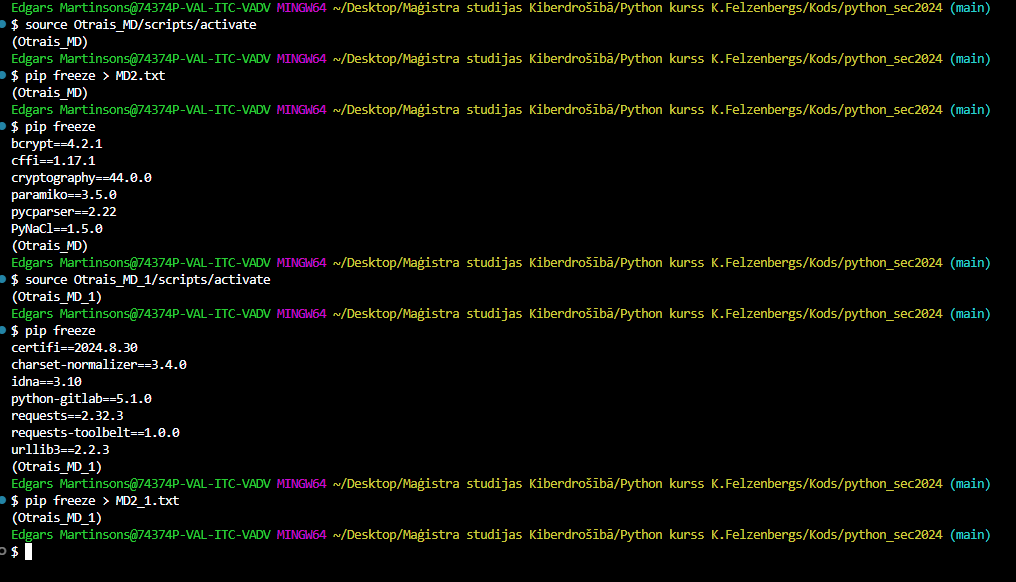 Edgars Martinsons@74374P-VAL-ITC-VADV MINGW64 ~/Desktop/Maģistra studijas Kiberdrošībā/Python kurss K.Felzenbergs/Kods/python_sec2024 (main)
$ source Otrais_MD/scripts/activate
(Otrais_MD)
Edgars Martinsons@74374P-VAL-ITC-VADV MINGW64 ~/Desktop/Maģistra studijas Kiberdrošībā/Python kurss K.Felzenbergs/Kods/python_sec2024 (main)
$ pip freeze > MD2.txt
(Otrais_MD)
Edgars Martinsons@74374P-VAL-ITC-VADV MINGW64 ~/Desktop/Maģistra studijas Kiberdrošībā/Python kurss K.Felzenbergs/Kods/python_sec2024 (main)
$ pip freeze
bcrypt==4.2.1
cffi==1.17.1
cryptography==44.0.0
paramiko==3.5.0
pycparser==2.22
PyNaCl==1.5.0
(Otrais_MD)
Edgars Martinsons@74374P-VAL-ITC-VADV MINGW64 ~/Desktop/Maģistra studijas Kiberdrošībā/Python kurss K.Felzenbergs/Kods/python_sec2024 (main)
$ source Otrais_MD_1/scripts/activate
(Otrais_MD_1)
Edgars Martinsons@74374P-VAL-ITC-VADV MINGW64 ~/Desktop/Maģistra studijas Kiberdrošībā/Python kurss K.Felzenbergs/Kods/python_sec2024 (main)
$ pip freeze
certifi==2024.8.30
charset-normalizer==3.4.0
idna==3.10
python-gitlab==5.1.0
requests==2.32.3
requests-toolbelt==1.0.0
urllib3==2.2.3
(Otrais_MD_1)
Edgars Martinsons@74374P-VAL-ITC-VADV MINGW64 ~/Desktop/Maģistra studijas Kiberdrošībā/Python kurss K.Felzenbergs/Kods/python_sec2024 (main)
$ pip freeze > MD2_1.txt
(Otrais_MD_1)
Edgars Martinsons@74374P-VAL-ITC-VADV MINGW64 ~/Desktop/Maģistra studijas Kiberdrošībā/Python kurss K.Felzenbergs/Kods/python_sec2024 (main)
$